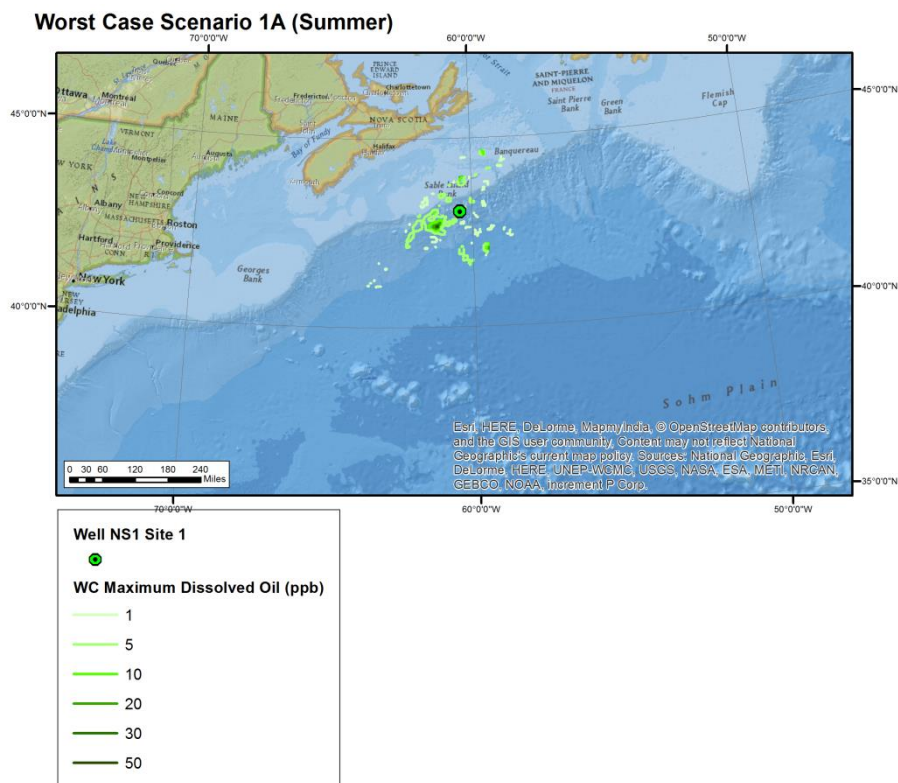 Worst Case Scenario 1A (Summer)
70°0'0"W 60°0'0"W 50°0'0"W
45°0'0"N
40°0'0"N
45°0'0"N
40°0'0"N
35°0'0"N
Ottawa
Montréal
Quebec
MAINE
VERMONT
Montpelier
Augusta
Concord
NEW HAMPSHIRE
Albany
MASSACHUSETTS
Boston
Hartford
Providence
CONN
New York
NEW JERSEY
PRINCE
EDWARD
ISLAND
Charlottetown
Fredericton
NOVA SCOTIA
Halifax
Bay of Fundy
SAINT-PIERRE
AND MIQUELON
FRANCE
Saint Pierre
Bank
Green
Bank
Flemish
Cap
Banquereau
Georges
Bank
Sohm Plain
Esri, HERE, DeLorme, MapmyIndia, © OpenStreetMap contributors,
and the GIS user community, Content may not reflect National
Geographic's current map policy. Sources: National Geographic, Esri,
DeLorme, HERE, UNEP-WCMC, USGS, NASA, ESA, METI, NRCAN,
GEBCO, NOAA, increment P Corp.
0 30 60 120 180 240
Miles
70°0'0"W 60°0'0"W 50°0'0"W
Well NS1 Site 1
WC Maximum Dissolved Oil (ppb)
1
5
10
20
30
50